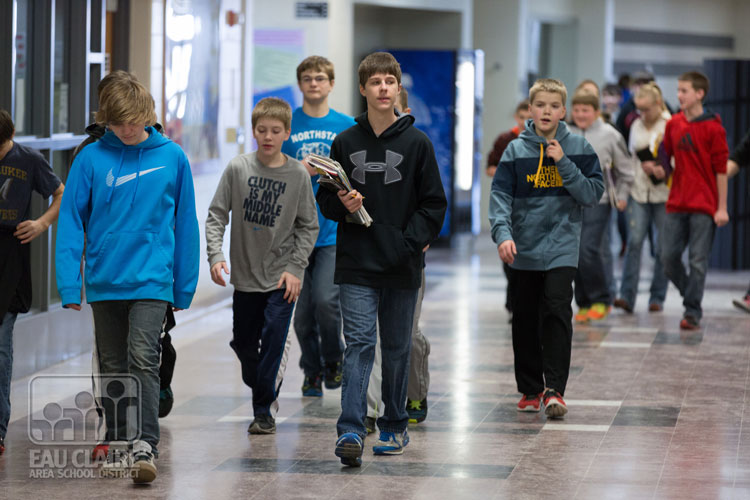 NORTHSTAR
CLUTCH
IS MY
MIDDLE
NAME
THE
NORTH
FACE
EAU CLAIRE
AREA SCHOOL DISTRICT